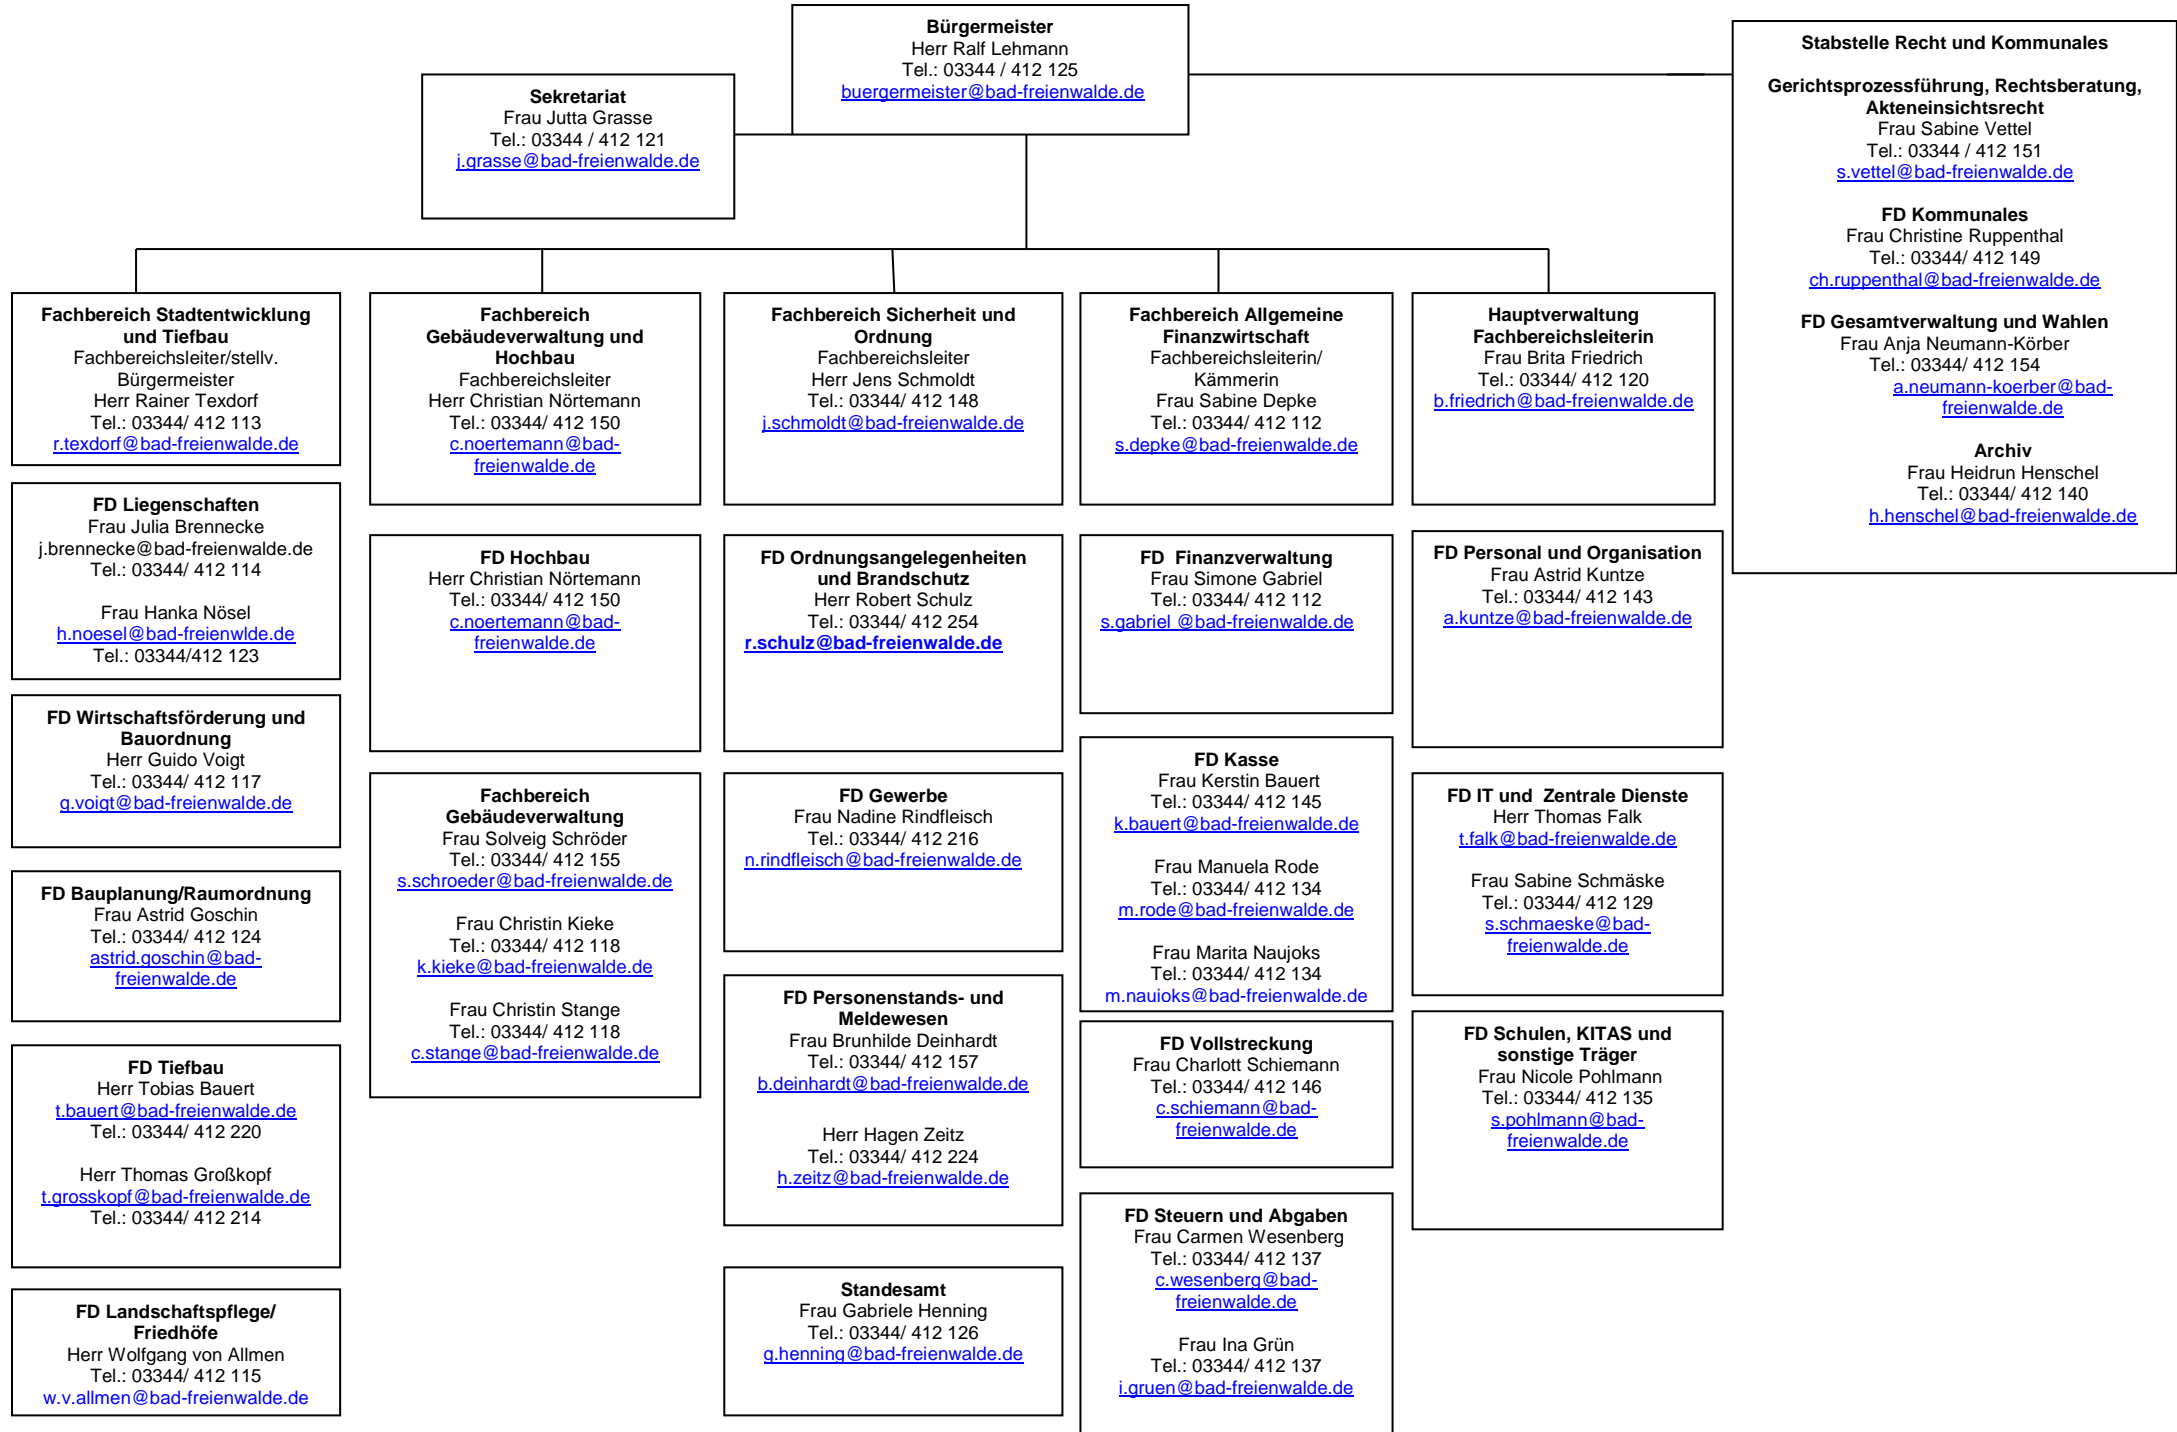 Bürgermeister
Herr Ralf Lehmann
Tel.: 03344 / 412 125
buergermeister@bad-freienwalde.de
Sekretariat
Frau Jutta Grasse
Tel.: 03344 / 412 121
j.grasse@bad-freienwalde.de
Stabstelle Recht und Kommunales
Gerichtsprozessführung, Rechtsberatung,
Akteneinsichtsrecht
Frau Sabine Vettel
Tel.: 03344 / 412 151
s.vettel@bad-freienwalde.de
FD Kommunales
Frau Christine Ruppenthal
Tel.: 03344/ 412 149
ch.ruppenthal@bad-freienwalde.de
FD Gesamtverwaltung und Wahlen
Frau Anja Neumann-Körber
Tel.: 03344/ 412 154
a.neumann-koerber@bad-
freienwalde.de
Archiv
Frau Heidrun Henschel
Tel.: 03344/ 412 140
h.henschel@bad-freienwalde.de
Fachbereich Stadtentwicklung
und Tiefbau
Fachbereichsleiter/stellv.
Bürgermeister
Herr Rainer Texdorf
Tel.: 03344/ 412 113
r.texdorf@bad-freienwalde.de
FD Liegenschaften
Frau Julia Brennecke
j.brennecke@bad-freienwalde.de
Tel.: 03344/ 412 114
Frau Hanka Nösel
h.noesel@bad-freienwlde.de
Tel.: 03344/412 123
FD Wirtschaftsförderung und
Bauordnung
Herr Guido Voigt
Tel.: 03344/ 412 117
g.voigt@bad-freienwalde.de
FD Bauplanung/Raumordnung
Frau Astrid Goschin
Tel.: 03344/ 412 124
astrid.goschin@bad-
freienwalde.de
FD Tiefbau
Herr Tobias Bauert
t.bauert@bad-freienwalde.de
Tel.: 03344/ 412 220
Herr Thomas Großkopf
t.grosskopf@bad-freienwalde.de
Tel.: 03344/ 412 214
FD Landschaftspflege/
Friedhöfe
Herr Wolfgang von Allmen
Tel.: 03344/ 412 115
w.v.allmen@bad-freienwalde.de
Fachbereich
Gebäudeverwaltung und
Hochbau
Fachbereichsleiter
Herr Christian Nörtemann
Tel.: 03344/ 412 150
c.noertemann@bad-
freienwalde.de
FD Hochbau
Herr Christian Nörtemann
Tel.: 03344/ 412 150
c.noertemann@bad-
freienwalde.de
Fachbereich
Gebäudeverwaltung
Frau Solveig Schröder
Tel.: 03344/ 412 155
s.schroeder@bad-freienwalde.de
Frau Christin Kieke
Tel.: 03344/ 412 118
k.kieke@bad-freienwalde.de
Frau Christin Stange
Tel.: 03344/ 412 118
c.stange@bad-freienwalde.de
Fachbereich Sicherheit und
Ordnung
Fachbereichsleiter
Herr Jens Schmoldt
Tel.: 03344/ 412 148
j.schmoldt@bad-freienwalde.de
FD Ordnungsangelegenheiten
und Brandschutz
Herr Robert Schulz
Tel.: 03344/ 412 254
r.schulz@bad-freienwalde.de
FD Gewerbe
Frau Nadine Rindfleisch
Tel.: 03344/ 412 216
n.rindfleisch@bad-freienwalde.de
FD Personenstands- und
Meldewesen
Frau Brunhilde Deinhardt
Tel.: 03344/ 412 157
b.deinhardt@bad-freienwalde.de
Herr Hagen Zeitz
Tel.: 03344/ 412 224
h.zeitz@bad-freienwalde.de
Standesamt
Frau Gabriele Henning
Tel.: 03344/ 412 126
g.henning@bad-freienwalde.de
Fachbereich Allgemeine
Finanzwirtschaft
Fachbereichsleiterin/
Kämmerin
Frau Sabine Depke
Tel.: 03344/ 412 112
s.depke@bad-freienwalde.de
FD  Finanzverwaltung
Frau Simone Gabriel
Tel.: 03344/ 412 112
s.gabriel @bad-freienwalde.de
FD Kasse
Frau Kerstin Bauert
Tel.: 03344/ 412 145
k.bauert@bad-freienwalde.de
Frau Manuela Rode
Tel.: 03344/ 412 134
m.rode@bad-freienwalde.de
Frau Marita Naujoks
Tel.: 03344/ 412 134
m.naujoks@bad-freienwalde.de
FD Vollstreckung
Frau Charlott Schiemann
Tel.: 03344/ 412 146
c.schiemann@bad-
freienwalde.de
FD Steuern und Abgaben
Frau Carmen Wesenberg
Tel.: 03344/ 412 137
c.wesenberg@bad-
freienwalde.de
Frau Ina Grün
Tel.: 03344/ 412 137
i.gruen@bad-freienwalde.de
Hauptverwaltung
Fachbereichsleiterin
Frau Brita Friedrich
Tel.: 03344/ 412 120
b.friedrich@bad-freienwalde.de
FD Personal und Organisation
Frau Astrid Kuntze
Tel.: 03344/ 412 143
a.kuntze@bad-freienwalde.de
FD IT und  Zentrale Dienste
Herr Thomas Falk
t.falk@bad-freienwalde.de
Frau Sabine Schmäske
Tel.: 03344/ 412 129
s.schmaeske@bad-
freienwalde.de
FD Schulen, KITAS und
sonstige Träger
Frau Nicole Pohlmann
Tel.: 03344/ 412 135
s.pohlmann@bad-
freienwalde.de